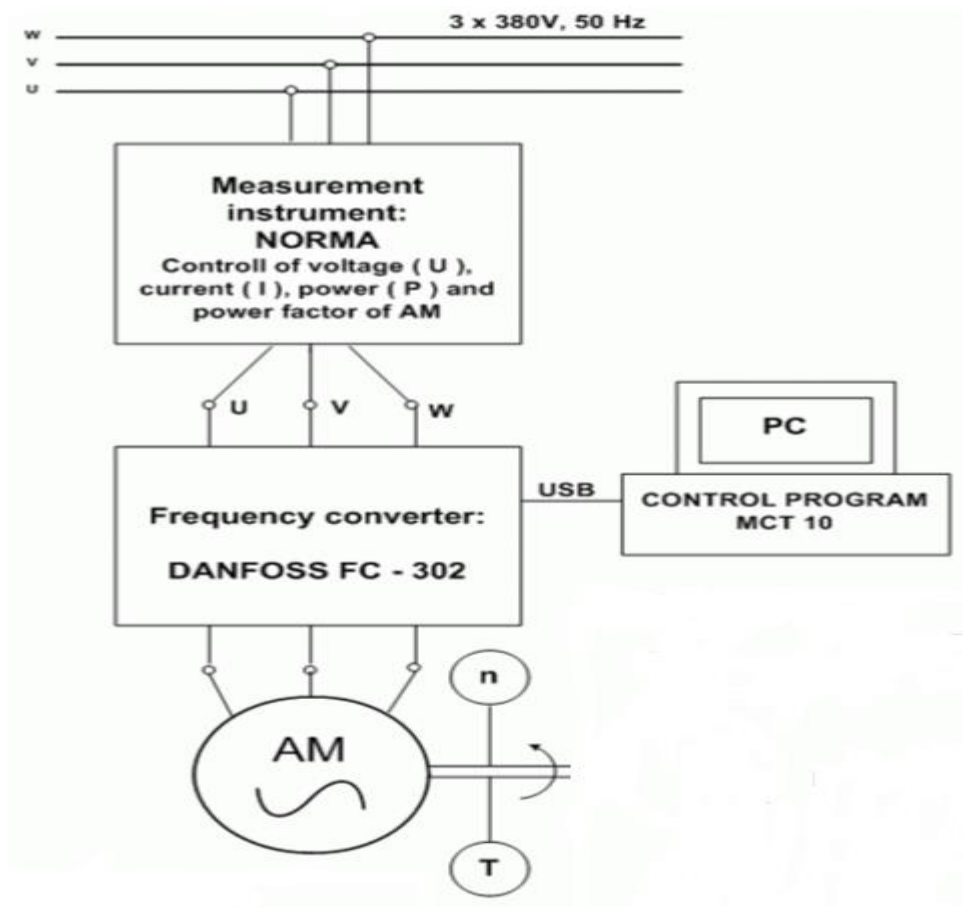 3 x 380V, 50 Hz
W
V
U
Measurement
instrument:
NORMA
Controll of voltage ( U ),
current ( I ), power ( P ) and
power factor of AM
U
V
W
PC
USB
CONTROL PROGRAM
MCT 10
Frequency converter:
DANFOSS FC - 302
n
AM
T